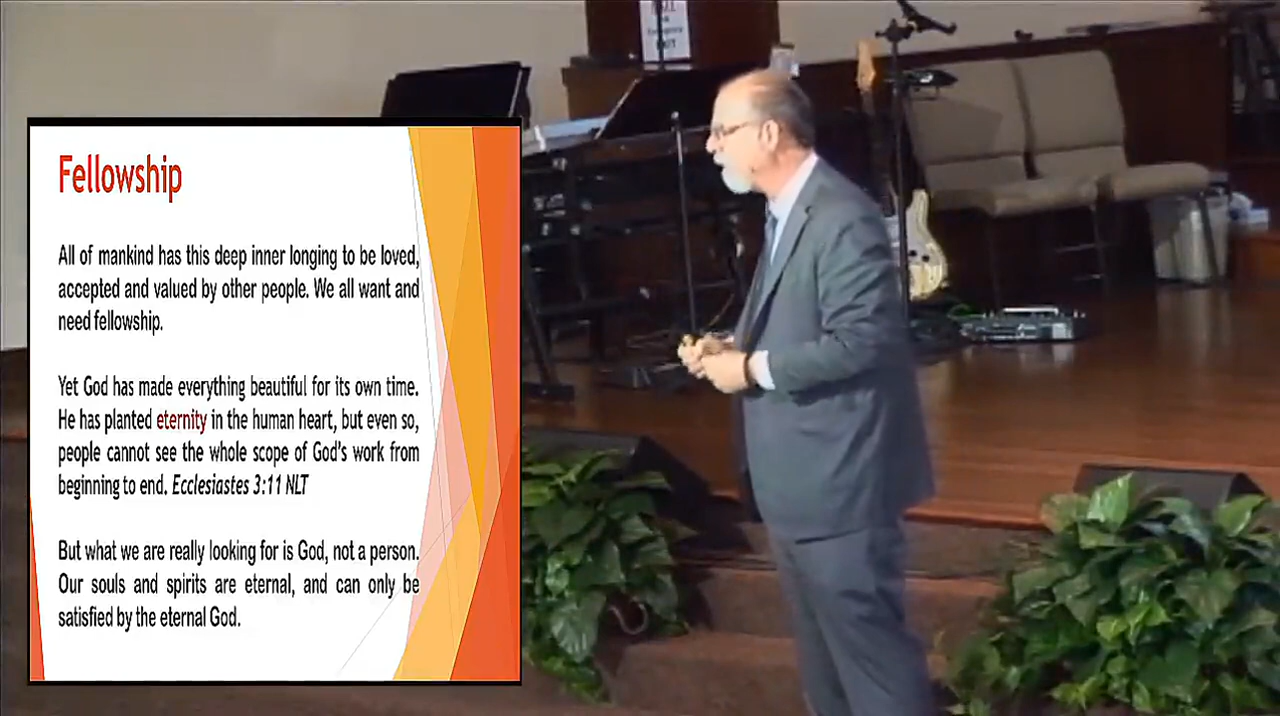 Fellowship
All of mankind has this deep inner longing to be loved,
accepted and valued by other people. We all want and
need fellowship.
Yet God has made everything beautiful for its own time.
He has planted eternity in the human heart, but even so,
people cannot see the whole scope of God's work from
beginning to end. Ecclesiastes 3:11 NLT
But what we are really looking for is God, not a person.
Our souls and spirits are eternal, and can only be
satisfied by the eternal God.